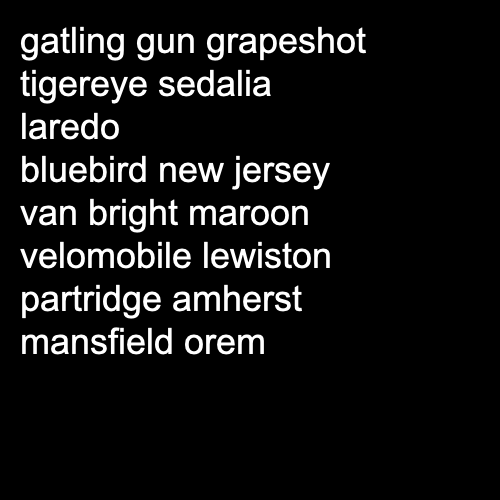 gatling gun grapeshot
tigereye sedalia
laredo
bluebird new jersey
van bright maroon
velomobile lewiston
partridge amherst
mansfield orem